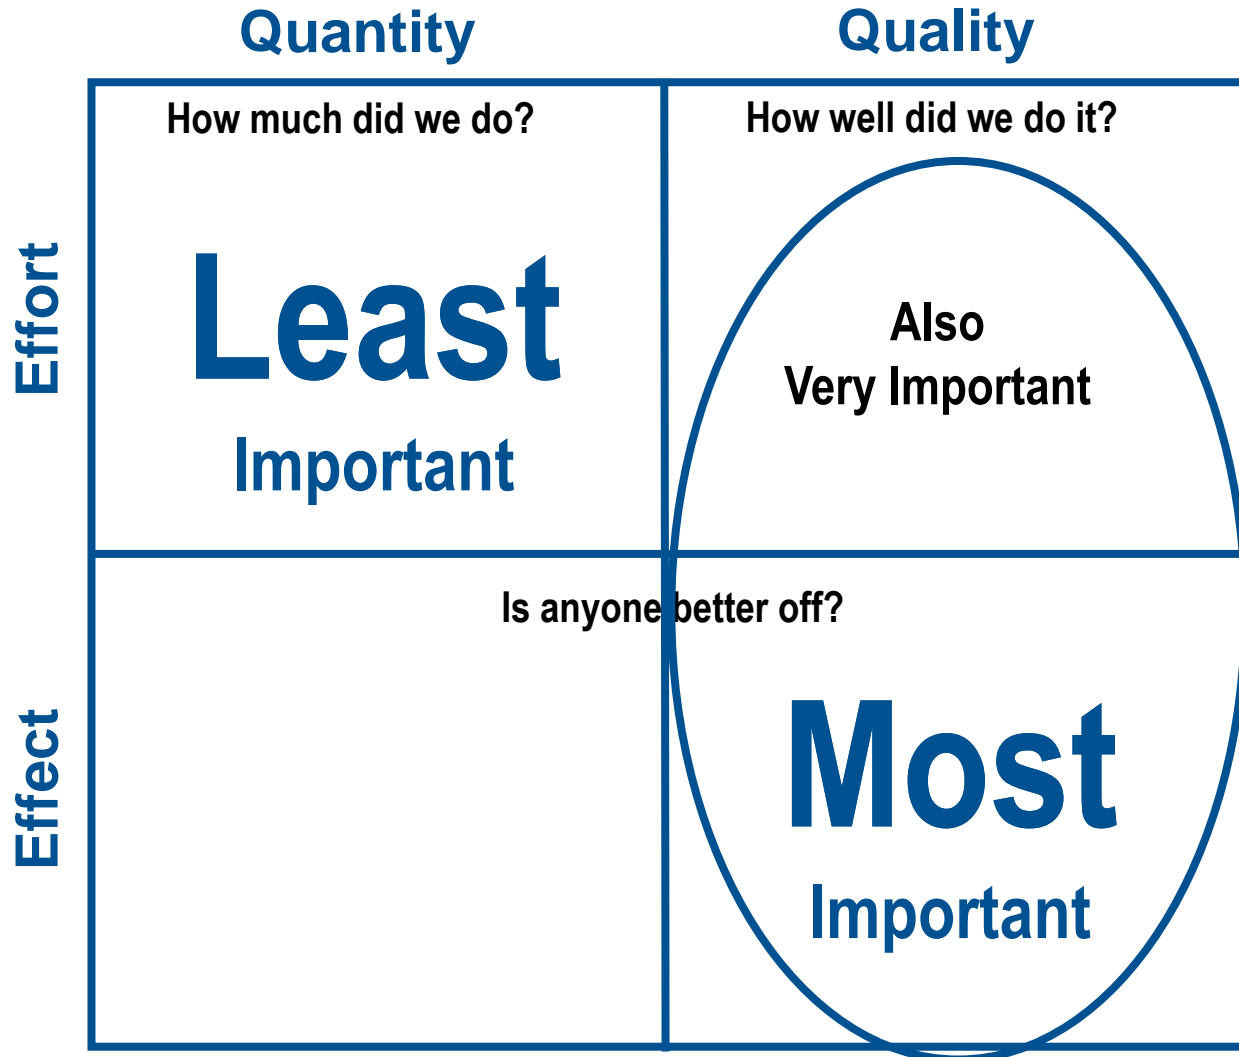 Quantity
Quality
How much did we do?
How well did we do it?
Effort
Least
Important
Also
Very Important
Is anyone better off?
Effect
Most
Important